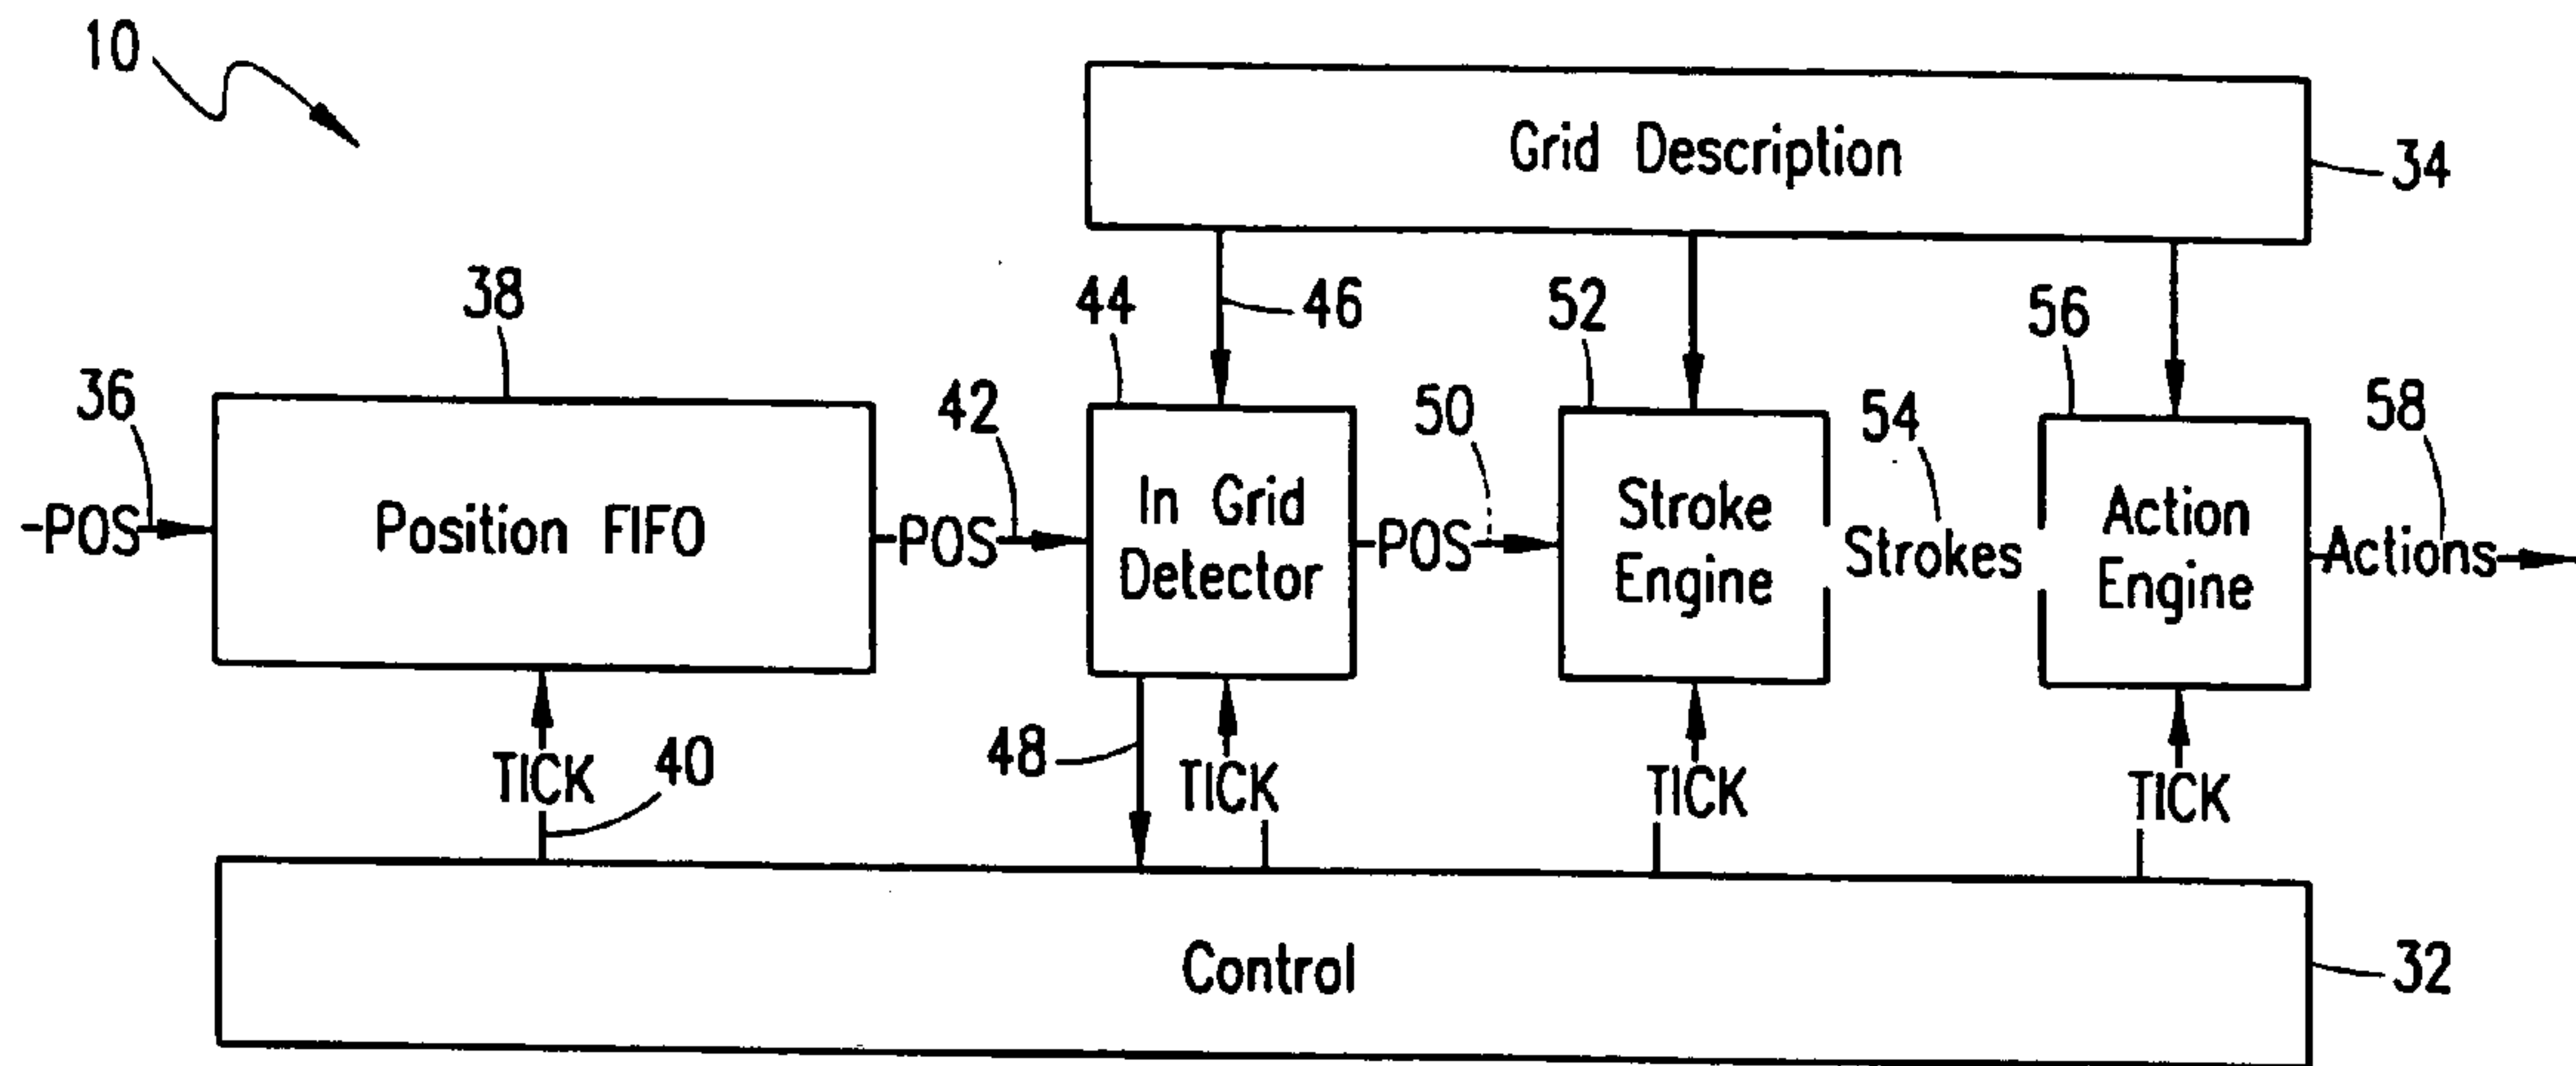 10
Grid Description
34
38
44
46
52
56
36
42
50
54
58
-POS
Position FIFO
POS
In Grid
Detector
POS
Stroke
Engine
Strokes
Action
Engine
Actions
TICK
40
48
TICK
TICK
TICK
Control
32